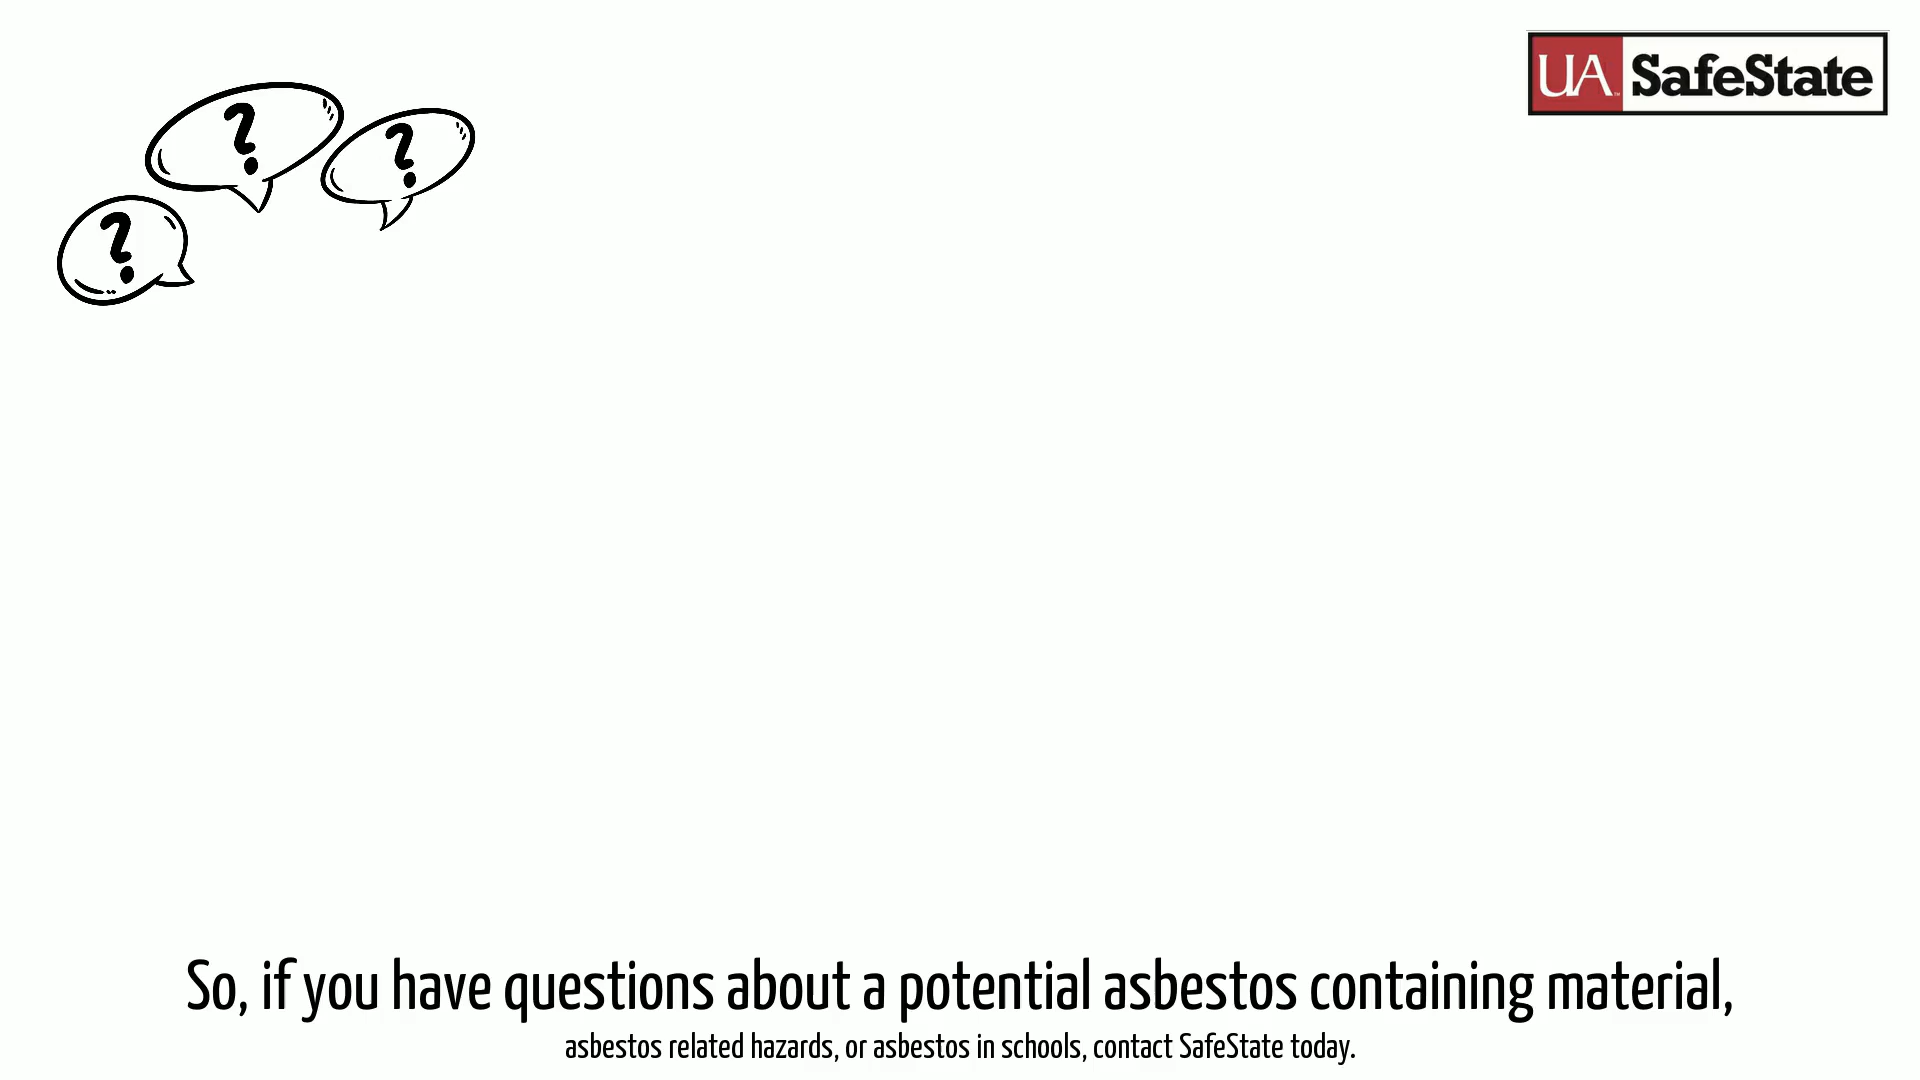 UA SafeState
?
?
?
So, if you have questions about a potential asbestos containing material,
asbestos related hazards, or asbestos in schools, contact SafeState today.